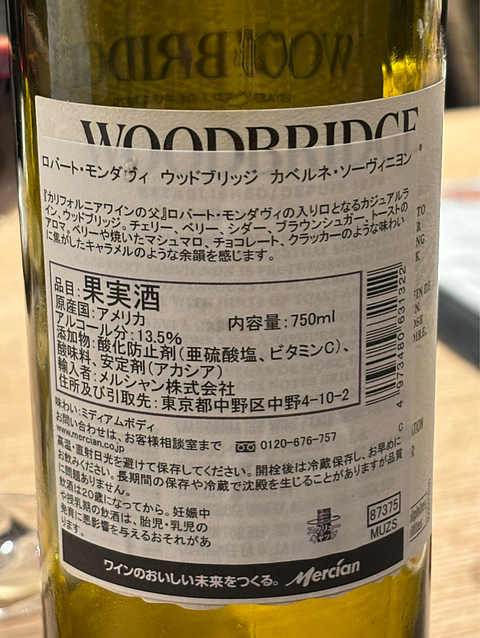 WOODBRIDGE
ロバート・モンダヴィ ウッドブリッジ カベルネ・ソーヴィニヨン
『カリフォルニアワインの父』ロバート・モンダヴィの入り口となるカジュアルラ
イン、ウッドブリッジ。チェリー、ベリー、シダー、ブラウンシュガー、トーストの
アロマ。ベリーや焼いたマシュマロ、チョコレート、クラッカーのような味わい
に焦がしたキャラメルのような余韻を感じます。
品目:果実酒
原産国:アメリカ 内容量:750ml
アルコール分:13.5%
添加物:酸化防止剤(亜硫酸塩、ビタミンC)、
酸味料、安定剤(アカシア)
輸入者:メルシャン株式会社
住所及び引取先:東京都中野区中野4-10-2
4 973480 631322 C
味わい:ミディアムボディ
お問い合わせは、お客様相談室まで 0120-676-757
www.mercian.co.jp
高温・直射日光を避けて保存してください。開栓後は冷蔵保存し、お早めに
お飲みください。長期間の保存や冷蔵で沈殿を生じることがありますが品質
に問題ありません。
飲酒は20歳になってから。妊娠中
や授乳期の飲酒は、胎児・乳児の
発育に悪影響を与えるおそれがあ
ります。
87375
MUZS
ワインのおいしい未来をつくる。 Mercian